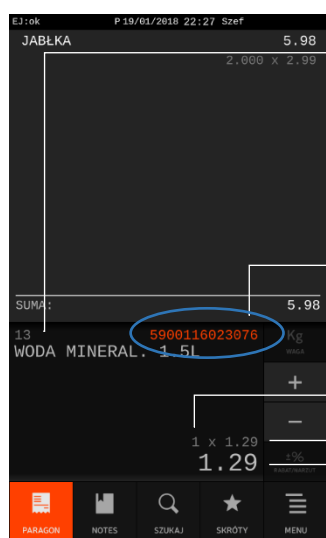 EJ:ok P 19/01/2018 22:27 Szef
JABŁKA 5.98
2.000 x 2.99
SUMA: 5.98
13 5900116023076 Kg
WODA MINERAL. 1.5L WAGA
+
−
1 x 1.29 ±%
1.29 RABAT/NARZUT
PARAGON NOTES SZUKAJ SKRÓTY MENU